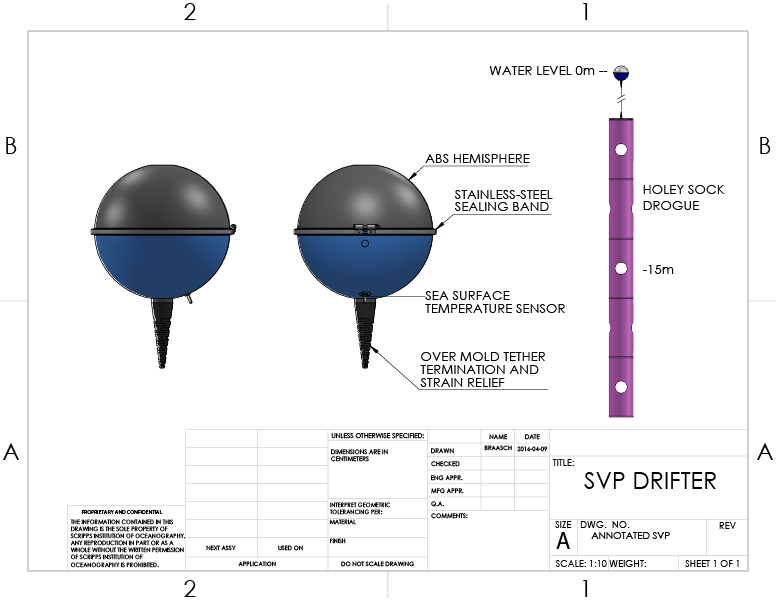 2
1
B
B
WATER LEVEL 0m --
ABS HEMISPHERE
STAINLESS-STEEL
SEALING BAND
HOLEY SOCK
DROGUE
-15m
SEA SURFACE
TEMPERATURE SENSOR
OVER MOLD TETHER
TERMINATION AND
STRAIN RELIEF
A
A
UNLESS OTHERWISE SPECIFIED:
DIMENSIONS ARE IN
CENTIMETERS
INTERPRET GEOMETRIC
TOLERANCING PER:
MATERIAL
FINISH
DO NOT SCALE DRAWING
NAME
DATE
DRAWN
BRAASCH
2016-04-09
CHECKED
ENG APPR.
MFG APPR.
Q.A.
COMMENTS:
TITLE:
SVP DRIFTER
SIZE
A
DWG. NO.
ANNOTATED SVP
REV
SCALE: 1:10
WEIGHT:
SHEET 1 OF 1
PROPRIETARY AND CONFIDENTIAL
THE INFORMATION CONTAINED IN THIS
DRAWING IS THE SOLE PROPERTY OF
SCRIPPS INSTITUTION OF OCEANOGRAPHY.
ANY REPRODUCTION IN PART OR AS A
WHOLE WITHOUT THE WRITTEN PERMISSION
OF SCRIPPS INSTITUTION OF
OCEANOGRAPHY IS PROHIBITED.
NEXT ASSY
USED ON
APPLICATION
2
1